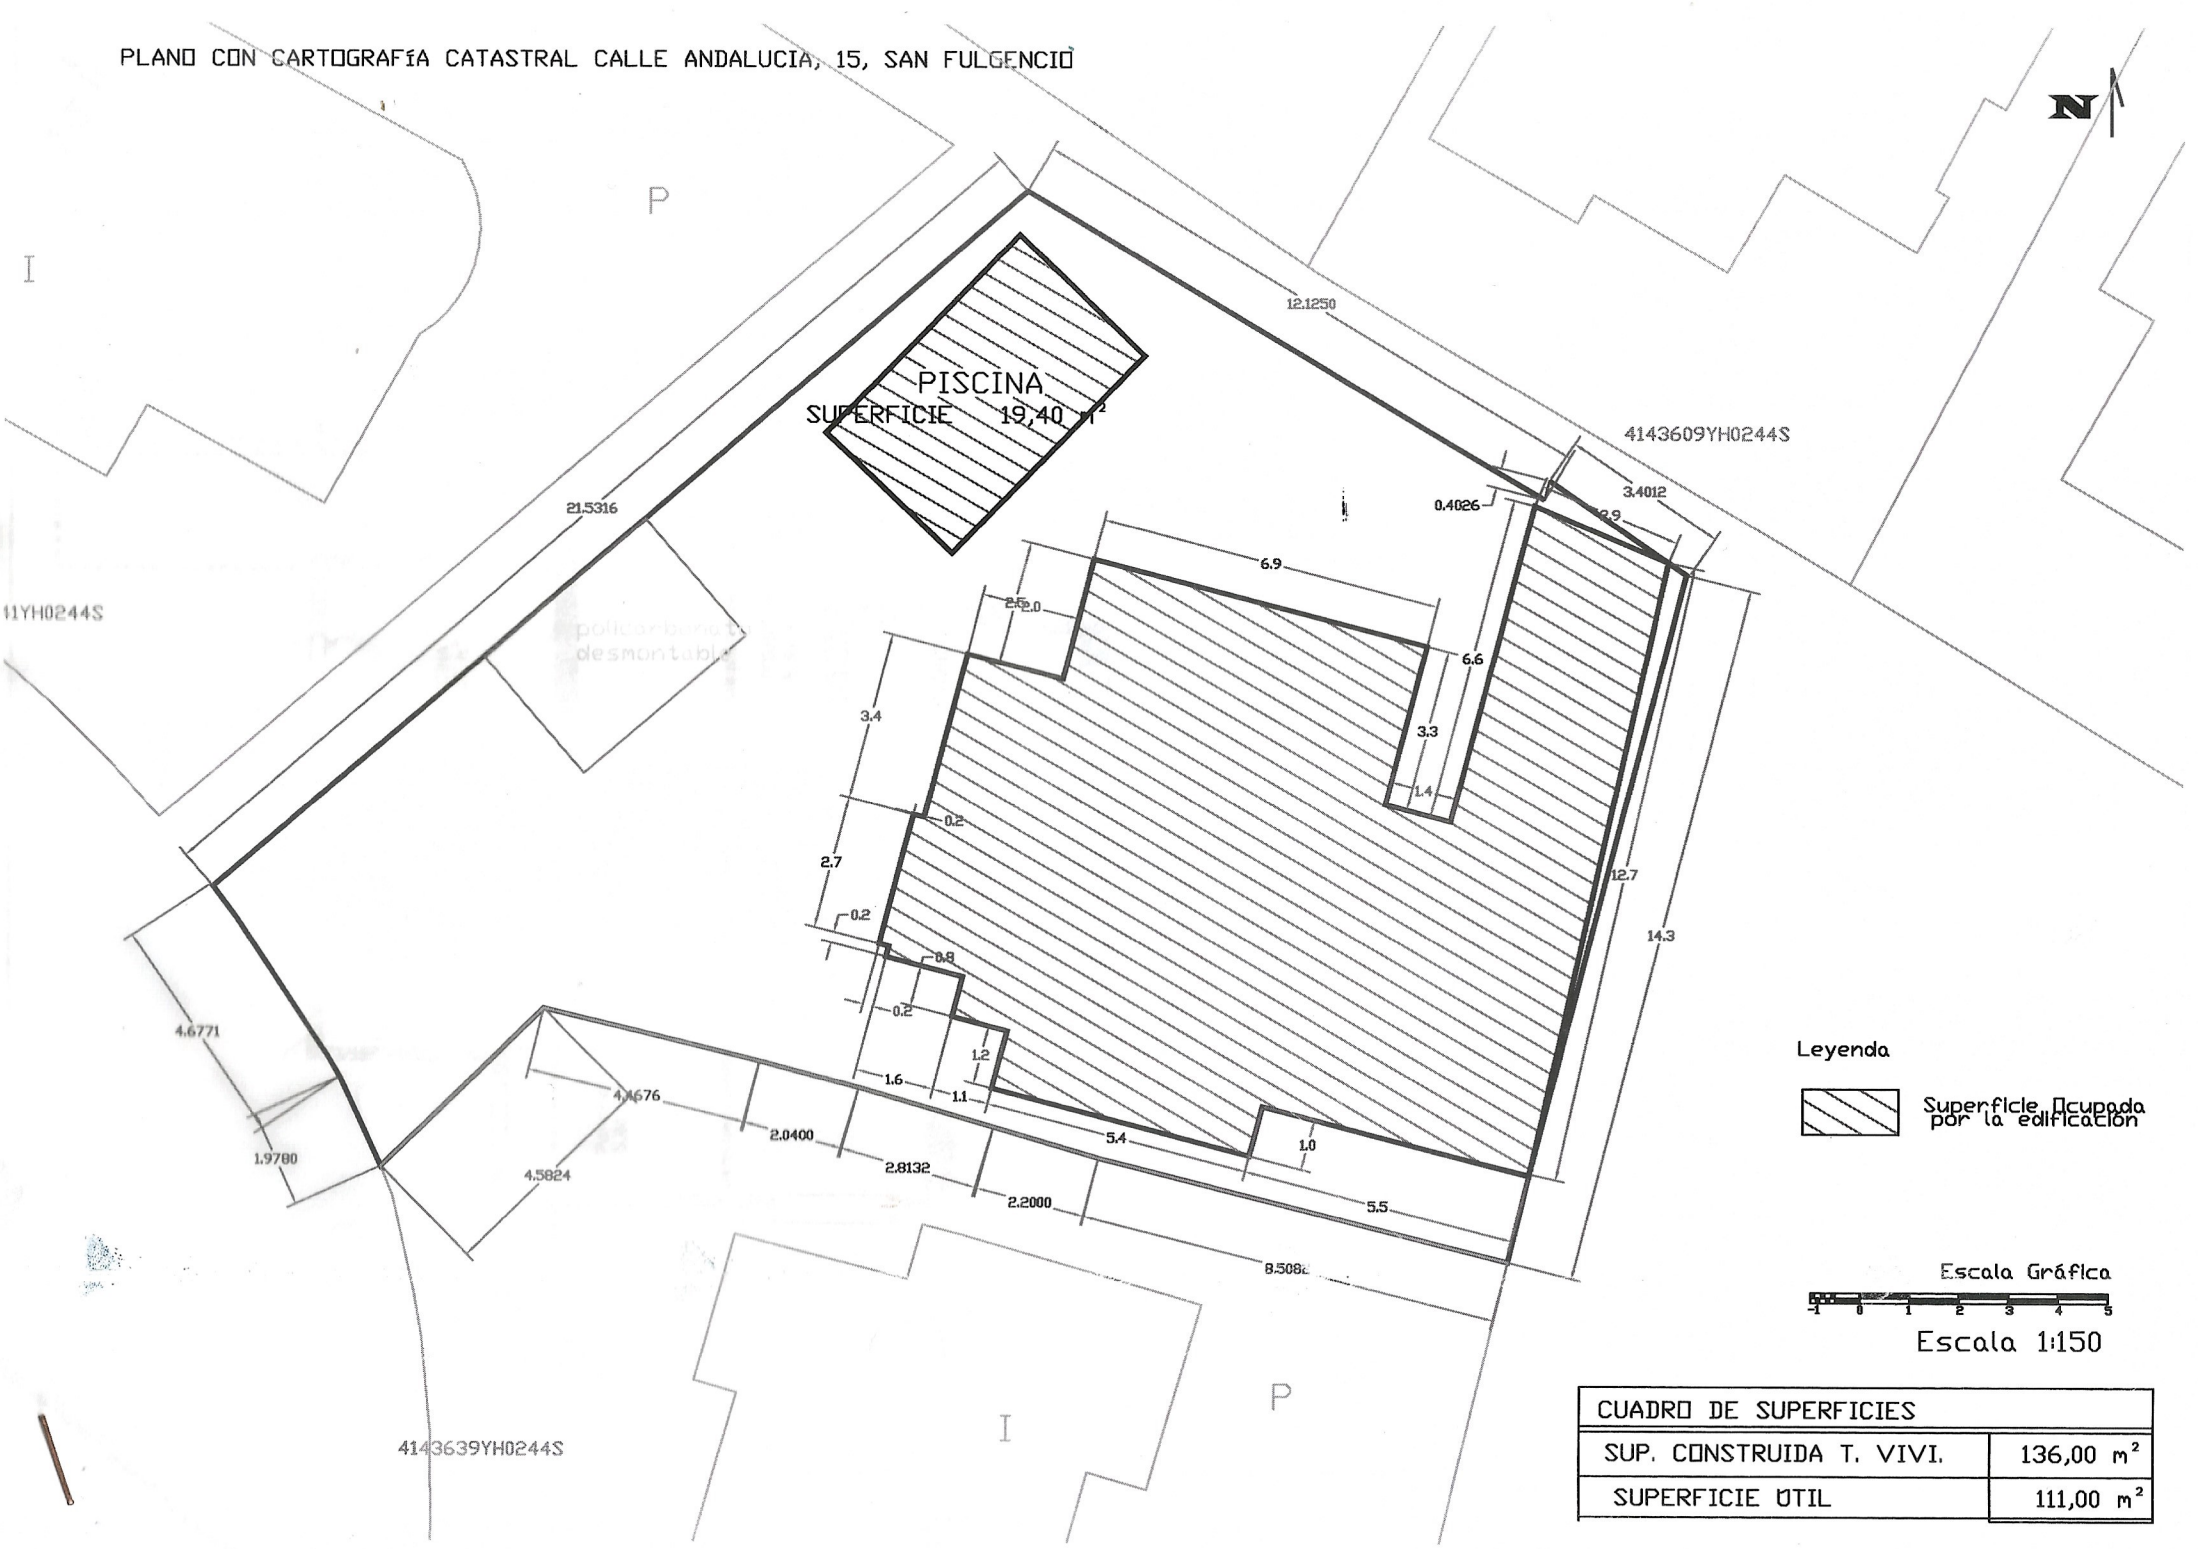 PLANO CON CARTOGRAFíA CATASTRAL CALLE ANDALUCIA, 15, SAN FULGENCIO
N
P
I
12.1250
PISCINA
SUPERFICIE 19,40 m²
4143609YH0244S
3.4012
0.4026
2.9
21.5316
6.9
2.0
11YH0244S
policarbonato
desmontable
6.6
3.4
3.3
1.4
0.2
2.7
12.7
0.2
14.3
0.2
4.6771
1.2
1.6
1.1
4.4676
2.0400
5.4
1.0
1.9780
4.5824
2.8132
2.2000
5.5
8.5082
Leyenda
Superficie Ocupada
por la edificación
Escala Gráfica
-1 0 1 2 3 4 5
Escala 1:150
P
I
4143639YH0244S
CUADRO DE SUPERFICIES
SUP. CONSTRUIDA T. VIVI. 136,00 m²
SUPERFICIE UTIL 111,00 m²